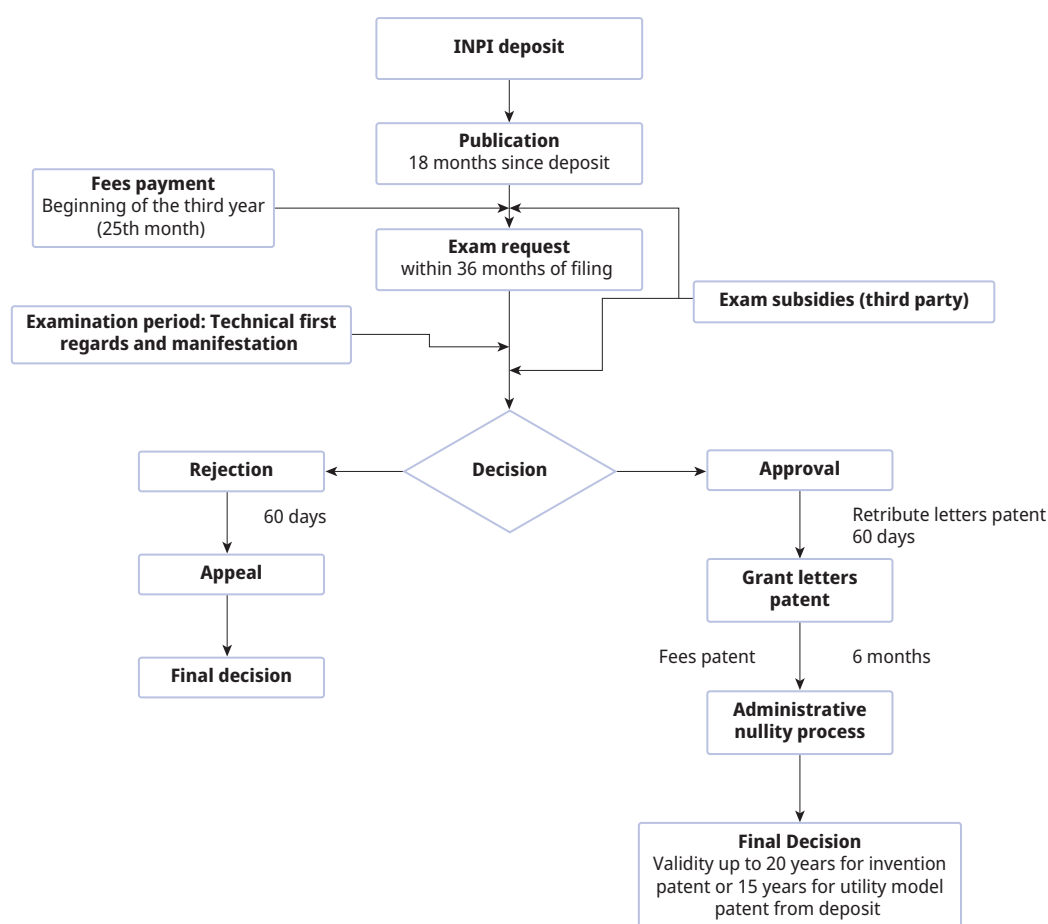 INPI deposit
Publication
18 months since deposit
Fees payment
Beginning of the third year
(25th month)
Exam request
within 36 months of filing
Exam subsidies (third party)
Examination period: Technical first
regards and manifestation
Decision
Rejection
60 days
Appeal
Final decision
Approval
Retribute letters patent
60 days
Grant letters
patent
Fees patent
6 months
Administrative
nullity process
Final Decision
Validity up to 20 years for invention
patent or 15 years for utility model
patent from deposit